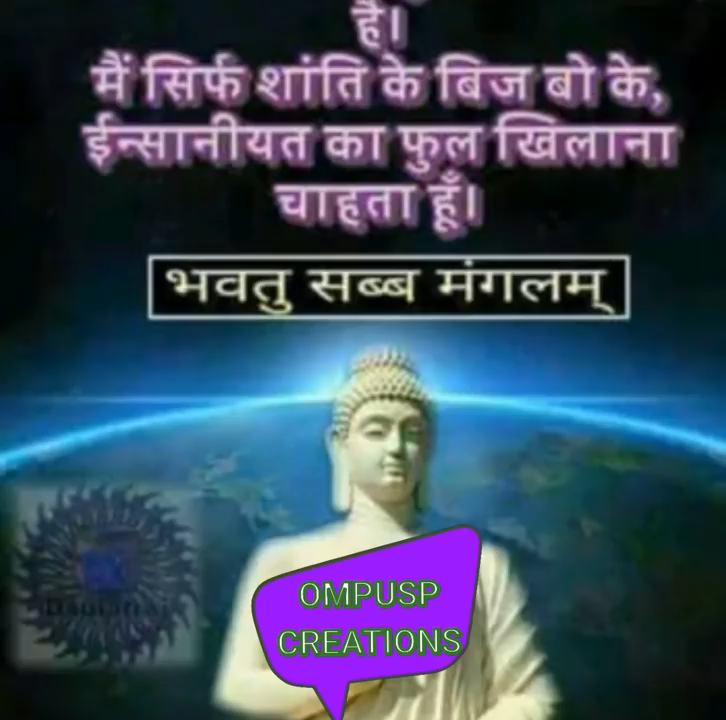 है।
मैं सिर्फ शांति के बिज बो के,
ईन्सानीयत का फुल खिलाना
चाहता हूँ।
भवतु सब्ब मंगलम्
OMPUSP
CREATIONS